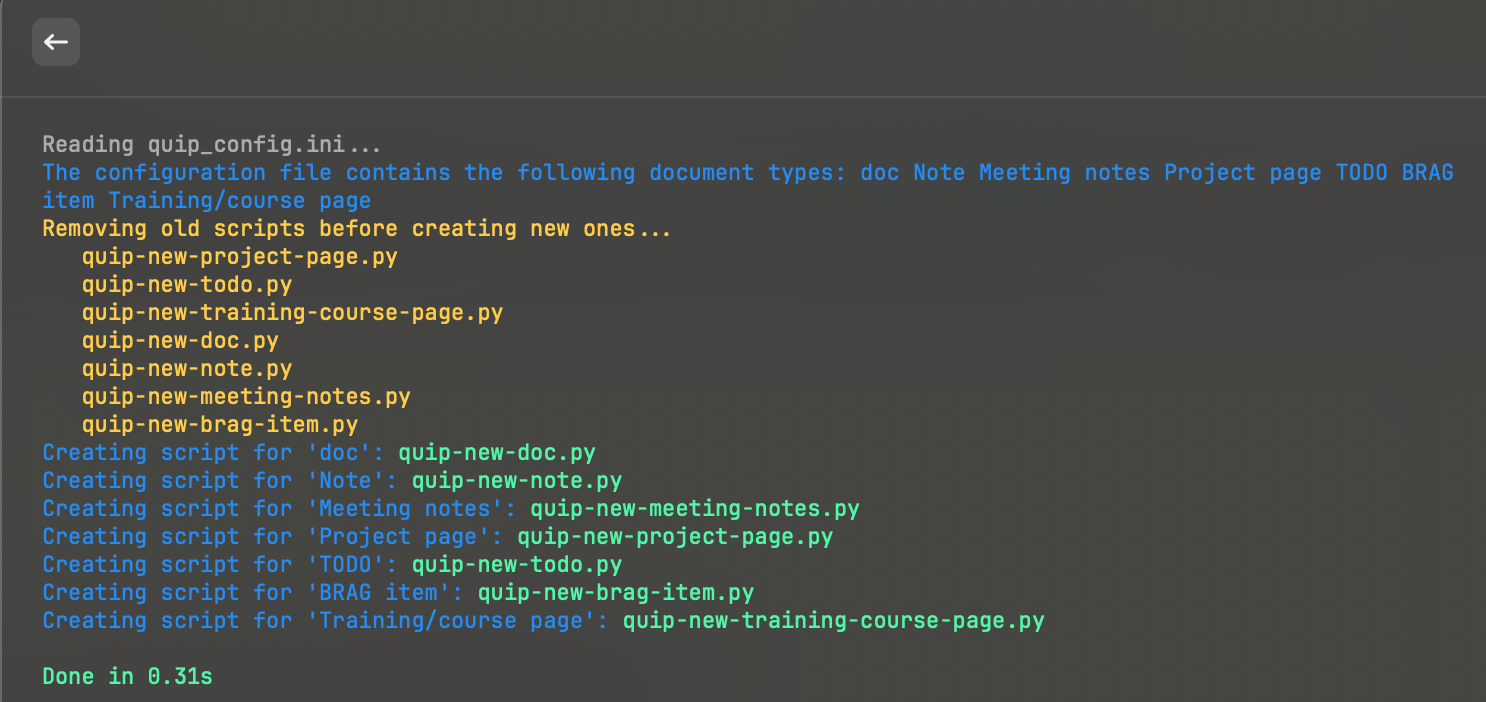 Reading quip_config.ini...
The configuration file contains the following document types: doc Note Meeting notes Project page TODO BRAG
item Training/course page
Removing old scripts before creating new ones...
quip-new-project-page.py
quip-new-todo.py
quip-new-training-course-page.py
quip-new-doc.py
quip-new-note.py
quip-new-meeting-notes.py
quip-new-brag-item.py
Creating script for 'doc': quip-new-doc.py
Creating script for 'Note': quip-new-note.py
Creating script for 'Meeting notes': quip-new-meeting-notes.py
Creating script for 'Project page': quip-new-project-page.py
Creating script for 'TODO': quip-new-todo.py
Creating script for 'BRAG item': quip-new-brag-item.py
Creating script for 'Training/course page': quip-new-training-course-page.py
Done in 0.31s